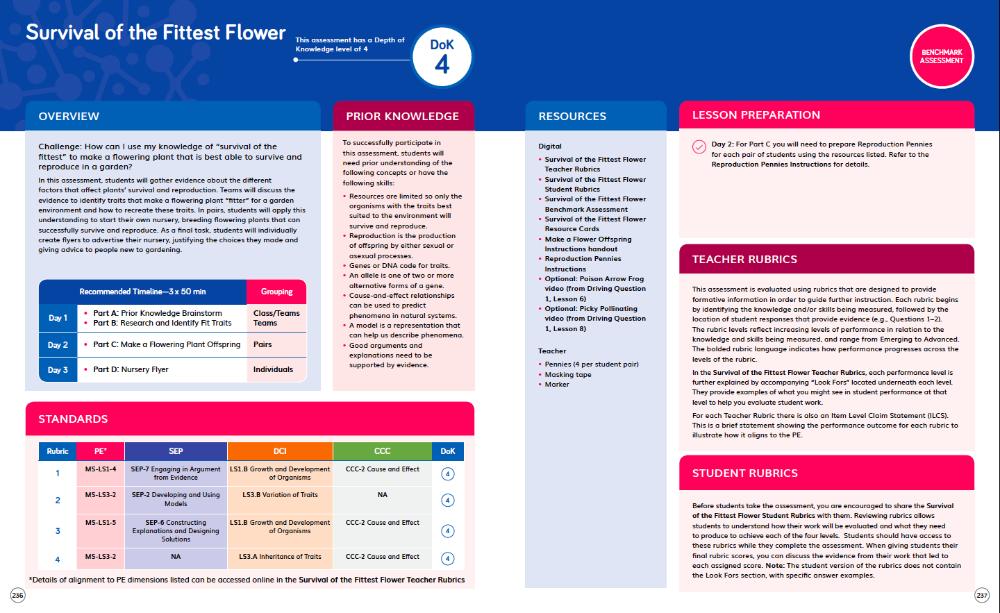 Survival of the Fittest Flower
This assessment has a Depth of
Knowledge level of 4
DoK
4
BENCHMARK
ASSESSMENT
OVERVIEW
Challenge: How can I use my knowledge of “survival of the
fittest” to make a flowering plant that is best able to survive and
reproduce in a garden?
In this assessment, students will gather evidence about the different
factors that affect plants’ survival and reproduction. Teams will discuss the
evidence to identify traits that make a flowering plant “fitter” for a garden
environment and how to recreate these traits. In pairs, students will apply this
understanding to start their own nursery, breeding flowering plants that can
successfully survive and reproduce. As a final task, students will individually
create flyers to advertise their nursery, justifying the choices they made and
giving advice to people new to gardening.
Recommended Timeline—3 x 50 min Grouping
Day 1
• Part A: Prior Knowledge Brainstorm
• Part B: Research and Identify Fit Traits
Class/Teams
Teams
Day 2 • Part C: Make a Flowering Plant Offspring Pairs
Day 3 • Part D: Nursery Flyer Individuals
PRIOR KNOWLEDGE
To successfully participate in
this assessment, students will
need prior understanding of the
following concepts or have the
following skills:
• Resources are limited so only the
organisms with the traits best
suited to the environment will
survive and reproduce.
• Reproduction is the production
of offspring by either sexual or
asexual processes.
• Genes or DNA code for traits.
• An allele is one of two or more
alternative forms of a gene.
• Cause-and-effect relationships
can be used to predict
phenomena in natural systems.
• A model is a representation that
can help us describe phenomena.
• Good arguments and
explanations need to be
supported by evidence.
STANDARDS
Rubric PE* SEP DCI CCC DoK
1
MS-LS1-4
SEP-7 Engaging in Argument
from Evidence
LS1.B Growth and Development
of Organisms
CCC-2 Cause and Effect
4
2
MS-LS3-2
SEP-2 Developing and Using
Models
LS3.B Variation of Traits
NA
4
3
MS-LS1-5
SEP-6 Constructing
Explanations and Designing
Solutions
LS1.B Growth and Development
of Organisms
CCC-2 Cause and Effect
4
4
MS-LS3-2
NA
LS3.A Inheritance of Traits
CCC-2 Cause and Effect
4
*Details of alignment to PE dimensions listed can be accessed online in the Survival of the Fittest Flower Teacher Rubrics
236
RESOURCES
Digital
• Survival of the Fittest Flower
Teacher Rubrics
• Survival of the Fittest Flower
Student Rubrics
• Survival of the Fittest Flower
Benchmark Assessment
• Survival of the Fittest Flower
Resource Cards
• Make a Flower Offspring
Instructions handout
• Reproduction Pennies
Instructions
• Optional: Poison Arrow Frog
video (from Driving Question
1, Lesson 6)
• Optional: Picky Pollinating
video (from Driving Question
1, Lesson 8)
Teacher
• Pennies (4 per student pair)
• Masking tape
• Marker
LESSON PREPARATION
Day 2: For Part C you will need to prepare Reproduction Pennies
for each pair of students using the resources listed. Refer to the
Reproduction Pennies Instructions for details.
TEACHER RUBRICS
This assessment is evaluated using rubrics that are designed to provide
formative information in order to guide further instruction. Each rubric begins
by identifying the knowledge and/or skills being measured, followed by the
location of student responses that provide evidence (e.g., Questions 1–2).
The rubric levels reflect increasing levels of performance in relation to the
knowledge and skills being measured, and range from Emerging to Advanced.
The bolded rubric language indicates how performance progresses across the
levels of the rubric.
In the Survival of the Fittest Flower Teacher Rubrics, each performance level is
further explained by accompanying “Look Fors” located underneath each level.
They provide examples of what you might see in student performance at that
level to help you evaluate student work.
For each Teacher Rubric there is also an Item Level Claim Statement (ILCS).
This is a brief statement showing the performance outcome for each rubric to
illustrate how it aligns to the PE.
STUDENT RUBRICS
Before students take the assessment, you are encouraged to share the Survival
of the Fittest Flower Student Rubrics with them. Reviewing rubrics allows
students to understand how their work will be evaluated and what they need
to produce to achieve each of the four levels. Students should have access to
these rubrics while they complete the assessment. When giving students their
final rubric scores, you can discuss the evidence from their work that led to
each assigned score. Note: The student version of the rubrics does not contain
the Look Fors section, with specific answer examples.
237